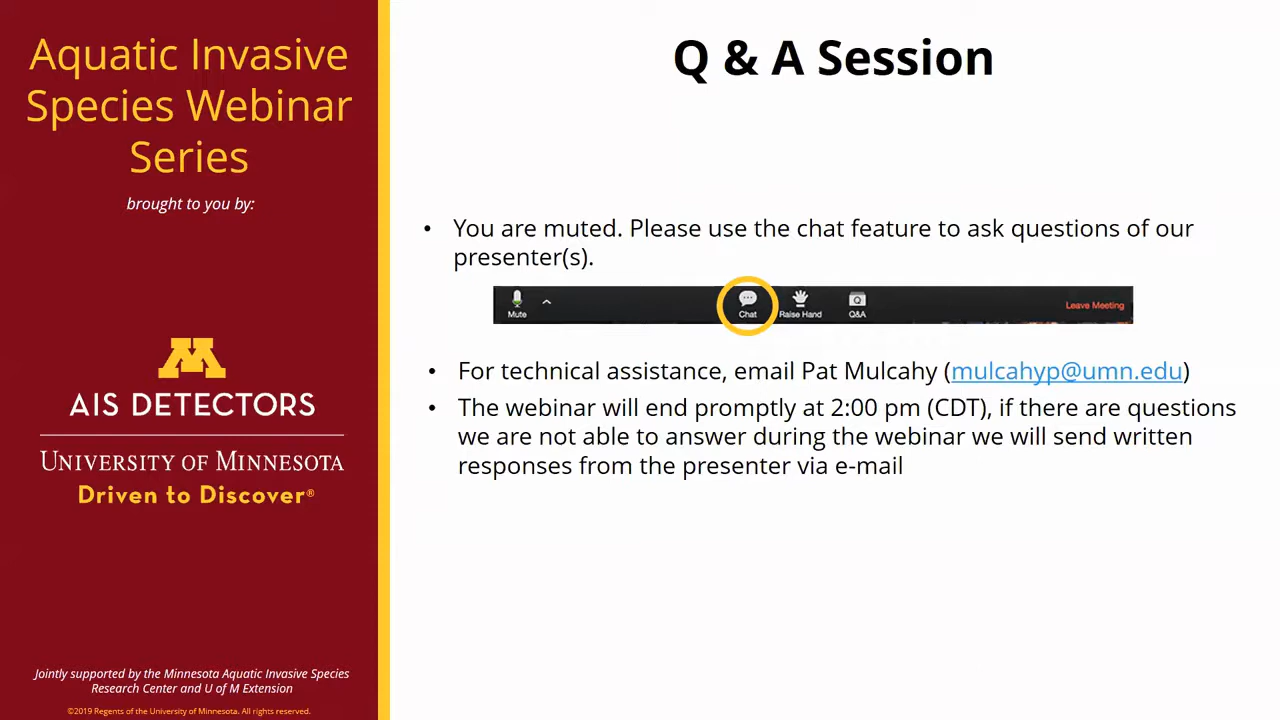 Aquatic Invasive
Species Webinar
Series
brought to you by:
AIS DETECTORS
UNIVERSITY OF MINNESOTA
Driven to Discover®
Jointly supported by the Minnesota Aquatic Invasive Species
Research Center and U of M Extension
©2019 Regents of the University of Minnesota. All rights reserved.
Q & A Session
• You are muted. Please use the chat feature to ask questions of our
presenter(s).
Mute
Chat
Raise Hand
Q&A
Leave Meeting
• For technical assistance, email Pat Mulcahy (mulcahyp@umn.edu)
• The webinar will end promptly at 2:00 pm (CDT), if there are questions
we are not able to answer during the webinar we will send written
responses from the presenter via e-mail